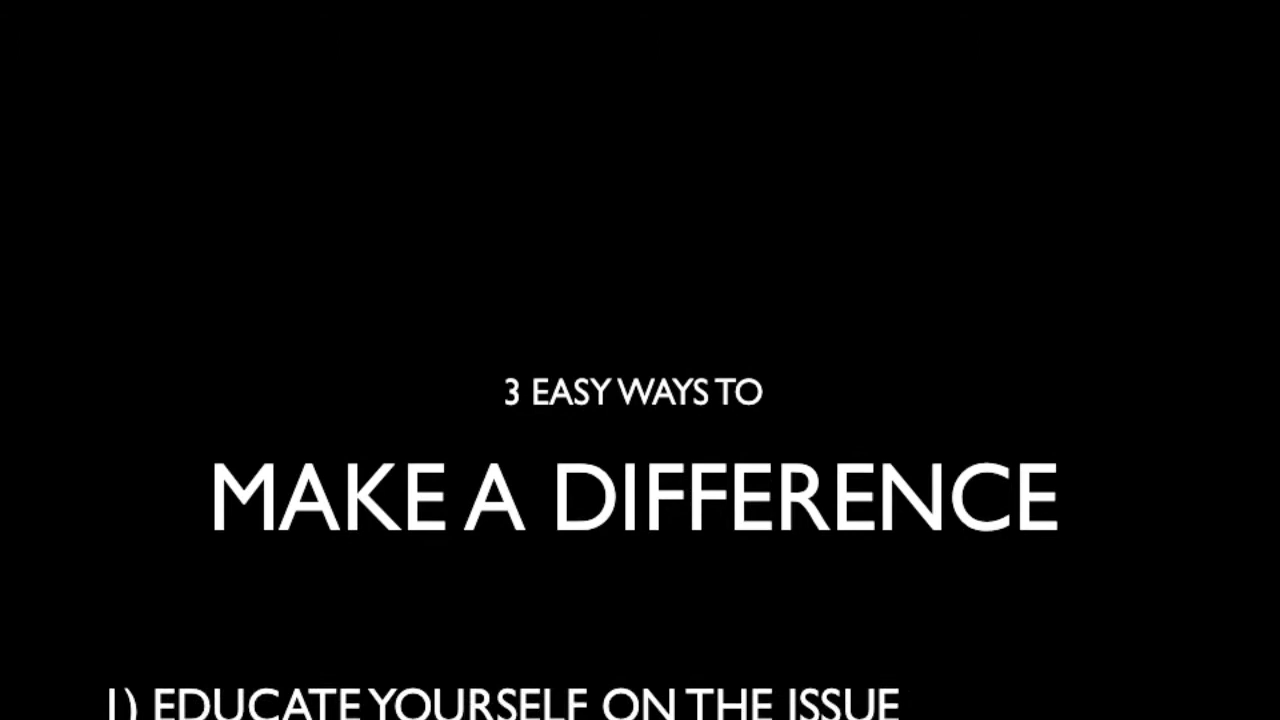 3 EASY WAYS TO
MAKE A DIFFERENCE
1) EDUCATE YOURSELF ON THE ISSUE